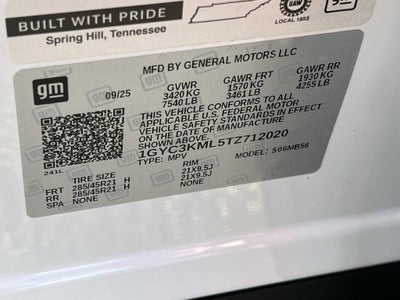 BUILT WITH PRIDE
Spring Hill, Tennessee
UAW
LOCAL 1853
gm
MFD BY GENERAL MOTORS LLC
09/25
GVWR GAWR FRT GAWR RR
3420 KG 1570 KG 1930 KG
7540 LB 3461 LB 4255 LB
THIS VEHICLE CONFORMS TO ALL
APPLICABLE U.S. FEDERAL MOTOR
VEHICLE SAFETY STANDARDS IN
EFFECT ON THE DATE OF
MANUFACTURE SHOWN ABOVE.
1GYC3KML5TZ712020
TYPE: MPV MODEL: 506MB56
241L
TIRE SIZE RIM
FRT 285/45R21 H 21X9.5J
RR 285/45R21 H 21X9.5J
SPA NONE NONE